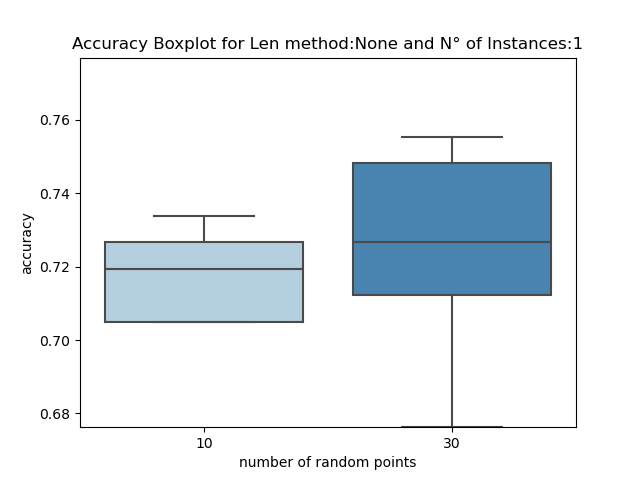 Accuracy Boxplot for Len method:None and N° of Instances:1
0.76
0.74
0.72
0.70
0.68
accuracy
10 30
number of random points